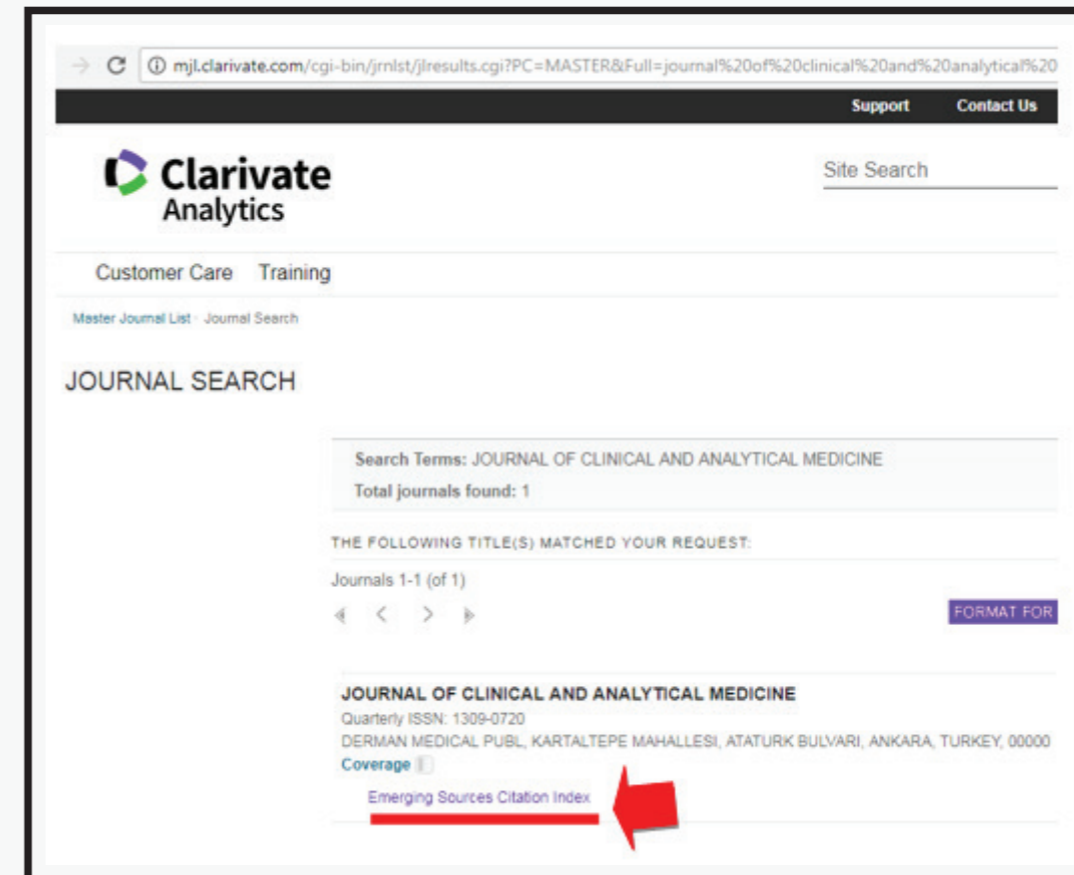 mjl.clarivate.com/cgi-bin/jrnlst/jlresults.cgi?PC=MASTER&Full=journal%20of%20clinical%20and%20analytical%20
Support Contact Us
Clarivate
Analytics
Site Search
Customer Care Training
Master Journal List · Journal Search
JOURNAL SEARCH
Search Terms: JOURNAL OF CLINICAL AND ANALYTICAL MEDICINE
Total journals found: 1
THE FOLLOWING TITLE(S) MATCHED YOUR REQUEST:
Journals 1-1 (of 1)
FORMAT FOR
JOURNAL OF CLINICAL AND ANALYTICAL MEDICINE
Quarterly ISSN: 1309-0720
DERMAN MEDICAL PUBL, KARTALTEPE MAHALLESI, ATATURK BULVARI, ANKARA, TURKEY, 00000
Coverage
Emerging Sources Citation Index